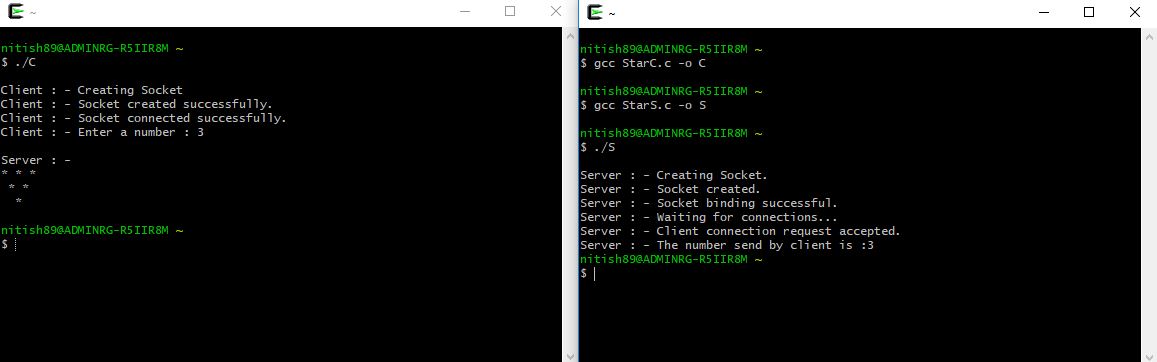 ~
nitish89@ADMINRG-R5IIR8M ~
$ ./C
Client : - Creating Socket
Client : - Socket created successfully.
Client : - Socket connected successfully.
Client : - Enter a number : 3
Server : -
* * *
 * *
  *
nitish89@ADMINRG-R5IIR8M ~
$
~
nitish89@ADMINRG-R5IIR8M ~
$ gcc StarC.c -o C
nitish89@ADMINRG-R5IIR8M ~
$ gcc StarS.c -o S
nitish89@ADMINRG-R5IIR8M ~
$ ./S
Server : - Creating Socket.
Server : - Socket created.
Server : - Socket binding successful.
Server : - Waiting for connections...
Server : - Client connection request accepted.
Server : - The number send by client is :3
nitish89@ADMINRG-R5IIR8M ~
$